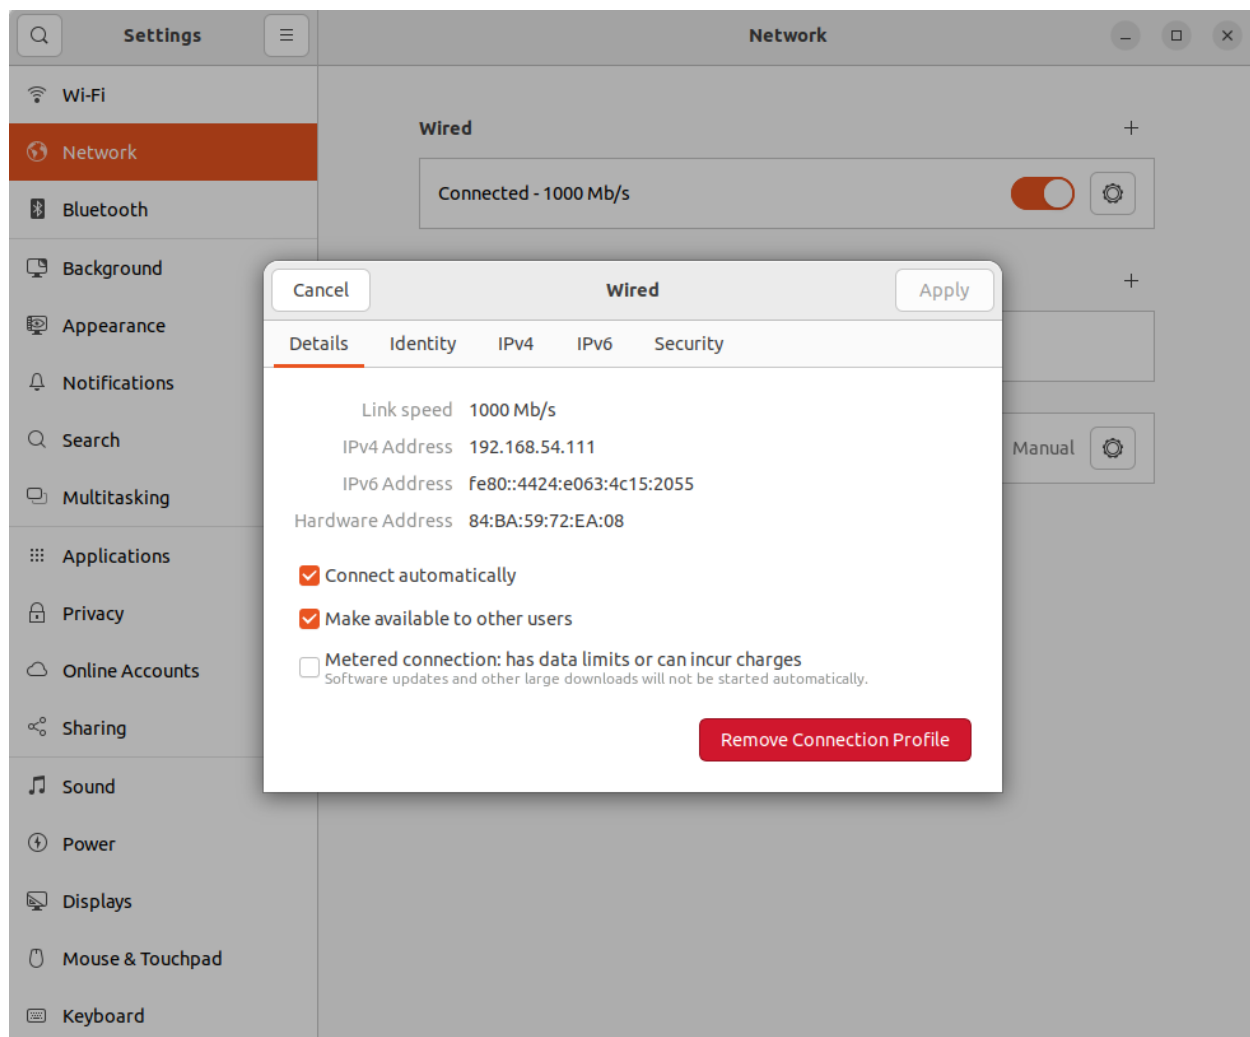 Settings
Network
Wi-Fi
Network
Bluetooth
Background
Appearance
Notifications
Search
Multitasking
Applications
Privacy
Online Accounts
Sharing
Sound
Power
Displays
Mouse & Touchpad
Keyboard
Wired
Connected - 1000 Mb/s
Manual
Cancel
Wired
Apply
Details Identity IPv4 IPv6 Security
Link speed 1000 Mb/s
IPv4 Address 192.168.54.111
IPv6 Address fe80::4424:e063:4c15:2055
Hardware Address 84:BA:59:72:EA:08
Connect automatically
Make available to other users
Metered connection: has data limits or can incur charges
Software updates and other large downloads will not be started automatically.
Remove Connection Profile